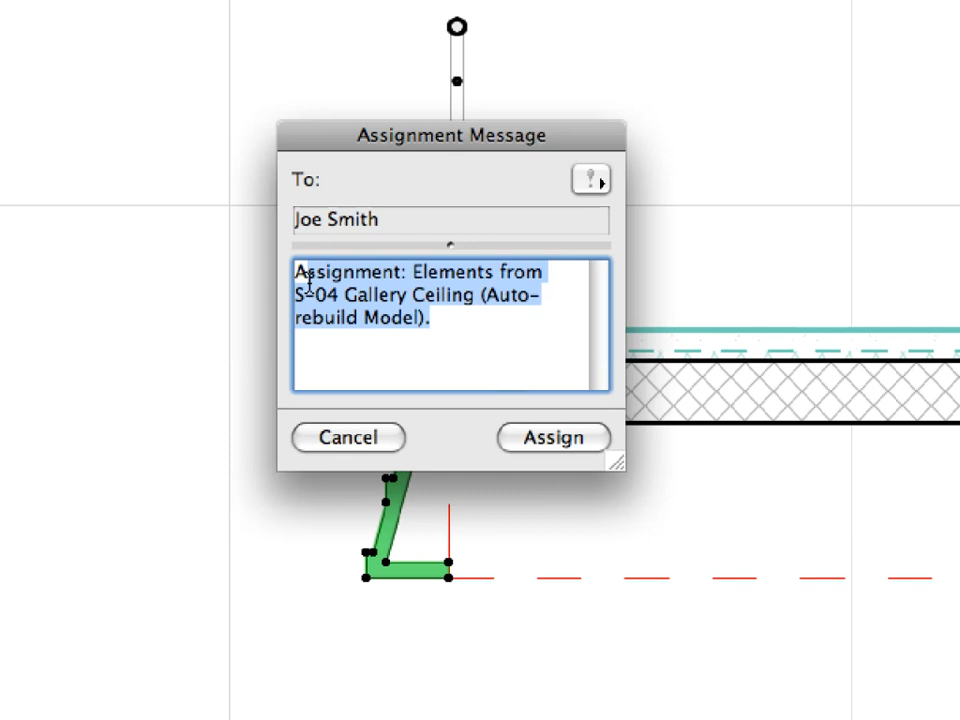 Assignment Message
To:
Joe Smith
Assignment: Elements from
S-04 Gallery Ceiling (Auto-
rebuild Model).
Cancel
Assign